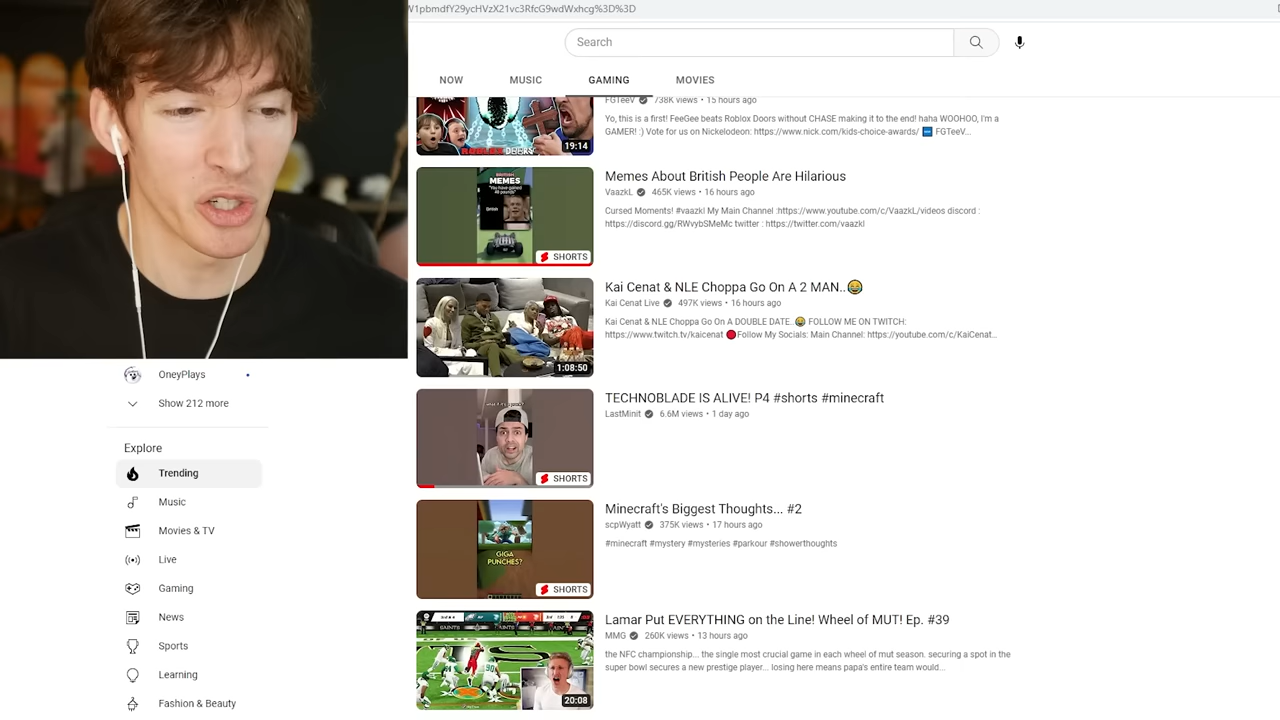 W1pbmdfY29ycHVzX21vc3RfcG9wdWxhcg%3D%3D
Search
NOW
MUSIC
GAMING
MOVIES
FGTeeV 738K views • 15 hours ago
Yo, this is a first! FeeGee beats Roblox Doors without CHASE making it to the end! haha WOOHOO, I'm a
GAMER! :) Vote for us on Nickelodeon: https://www.nick.com/kids-choice-awards/ FGTeeV...
ROBLOX DOORS
19:14
Memes About British People Are Hilarious
VaazkL 465K views • 16 hours ago
Cursed Moments! #vaazkl My Main Channel :https://www.youtube.com/c/VaazkL/videos discord :
https://discord.gg/RWvybSMeMc twitter : https://twitter.com/vaazkl
BRITISH
MEMES
SHORTS
Kai Cenat & NLE Choppa Go On A 2 MAN..😂
Kai Cenat Live 497K views • 16 hours ago
Kai Cenat & NLE Choppa Go On A DOUBLE DATE..😂 FOLLOW ME ON TWITCH:
https://www.twitch.tv/kaicenat 🔴Follow My Socials: Main Channel: https://youtube.com/c/KaiCenat...
1:08:50
TECHNOBLADE IS ALIVE! P4 #shorts #minecraft
LastMinit 6.6M views • 1 day ago
SHORTS
Minecraft's Biggest Thoughts... #2
scpWyatt 375K views • 17 hours ago
#minecraft #mystery #mysteries #parkour #showerthoughts
GIGA
PUNCHES?
SHORTS
Lamar Put EVERYTHING on the Line! Wheel of MUT! Ep. #39
MMG 260K views • 13 hours ago
the NFC championship... the single most crucial game in each wheel of mut season. securing a spot in the
super bowl secures a new prestige player... losing here means papa's entire team would...
20:08
OneyPlays
Show 212 more
Explore
Trending
Music
Movies & TV
Live
Gaming
News
Sports
Learning
Fashion & Beauty